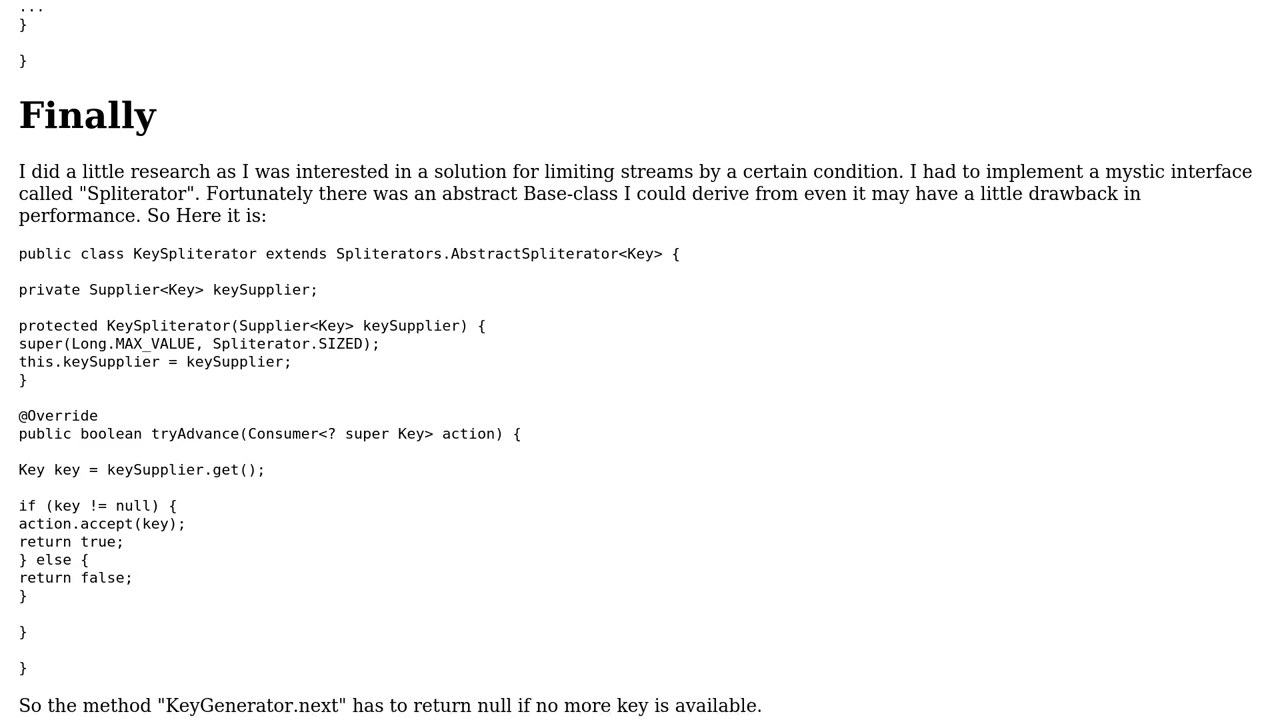 ...
}
}
Finally
I did a little research as I was interested in a solution for limiting streams by a certain condition. I had to implement a mystic interface
called "Spliterator". Fortunately there was an abstract Base-class I could derive from even it may have a little drawback in
performance. So Here it is:
public class KeySpliterator extends Spliterators.AbstractSpliterator<Key> {
private Supplier<Key> keySupplier;
protected KeySpliterator(Supplier<Key> keySupplier) {
super(Long.MAX_VALUE, Spliterator.SIZED);
this.keySupplier = keySupplier;
}
@Override
public boolean tryAdvance(Consumer<? super Key> action) {
Key key = keySupplier.get();
if (key != null) {
action.accept(key);
return true;
} else {
return false;
}
}
}
So the method "KeyGenerator.next" has to return null if no more key is available.